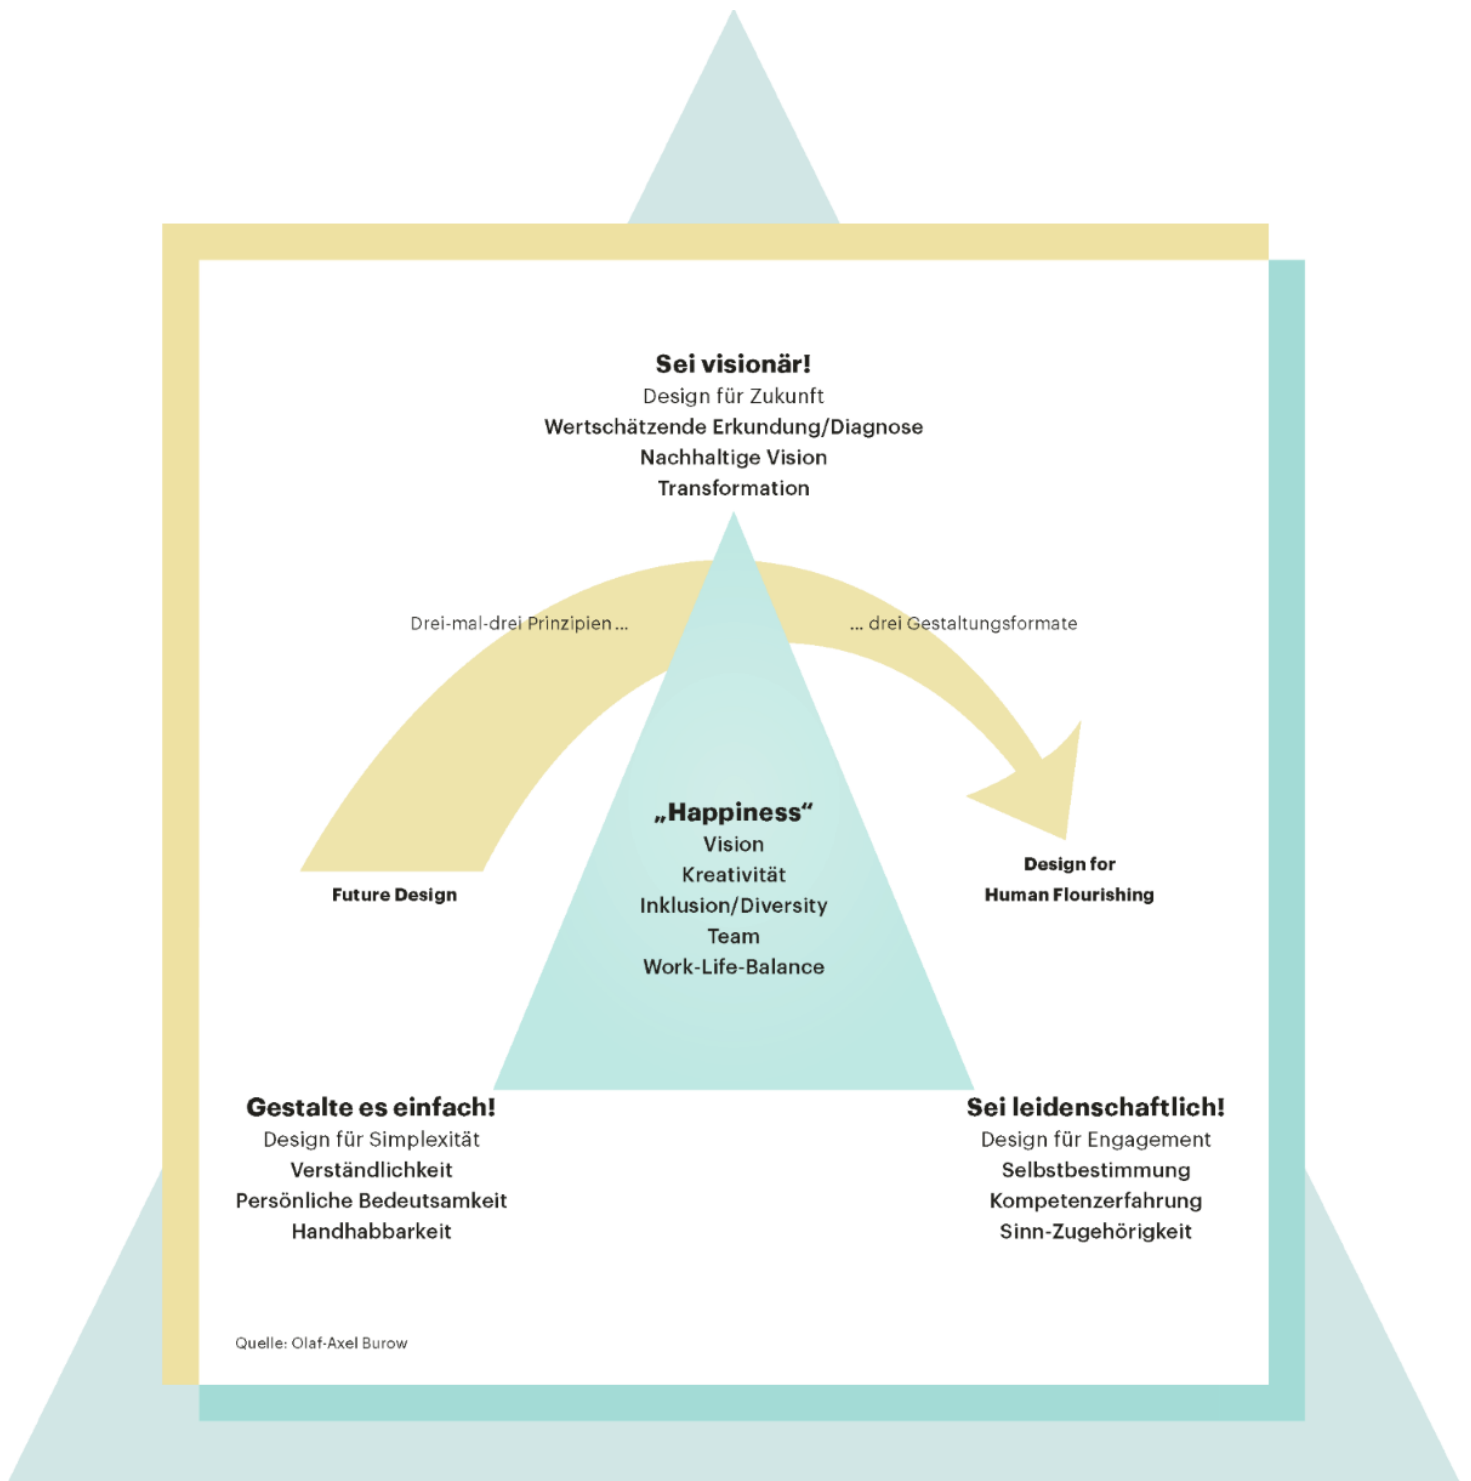 Sei visionär!
Design für Zukunft
Wertschätzende Erkundung/Diagnose
Nachhaltige Vision
Transformation
Drei-mal-drei Prinzipien ...
... drei Gestaltungsformate
Future Design
„Happiness“
Vision
Kreativität
Inklusion/Diversity
Team
Work-Life-Balance
Design for
Human Flourishing
Gestalte es einfach!
Design für Simplexität
Verständlichkeit
Persönliche Bedeutsamkeit
Handhabbarkeit
Sei leidenschaftlich!
Design für Engagement
Selbstbestimmung
Kompetenzerfahrung
Sinn-Zugehörigkeit
Quelle: Olaf-Axel Burow